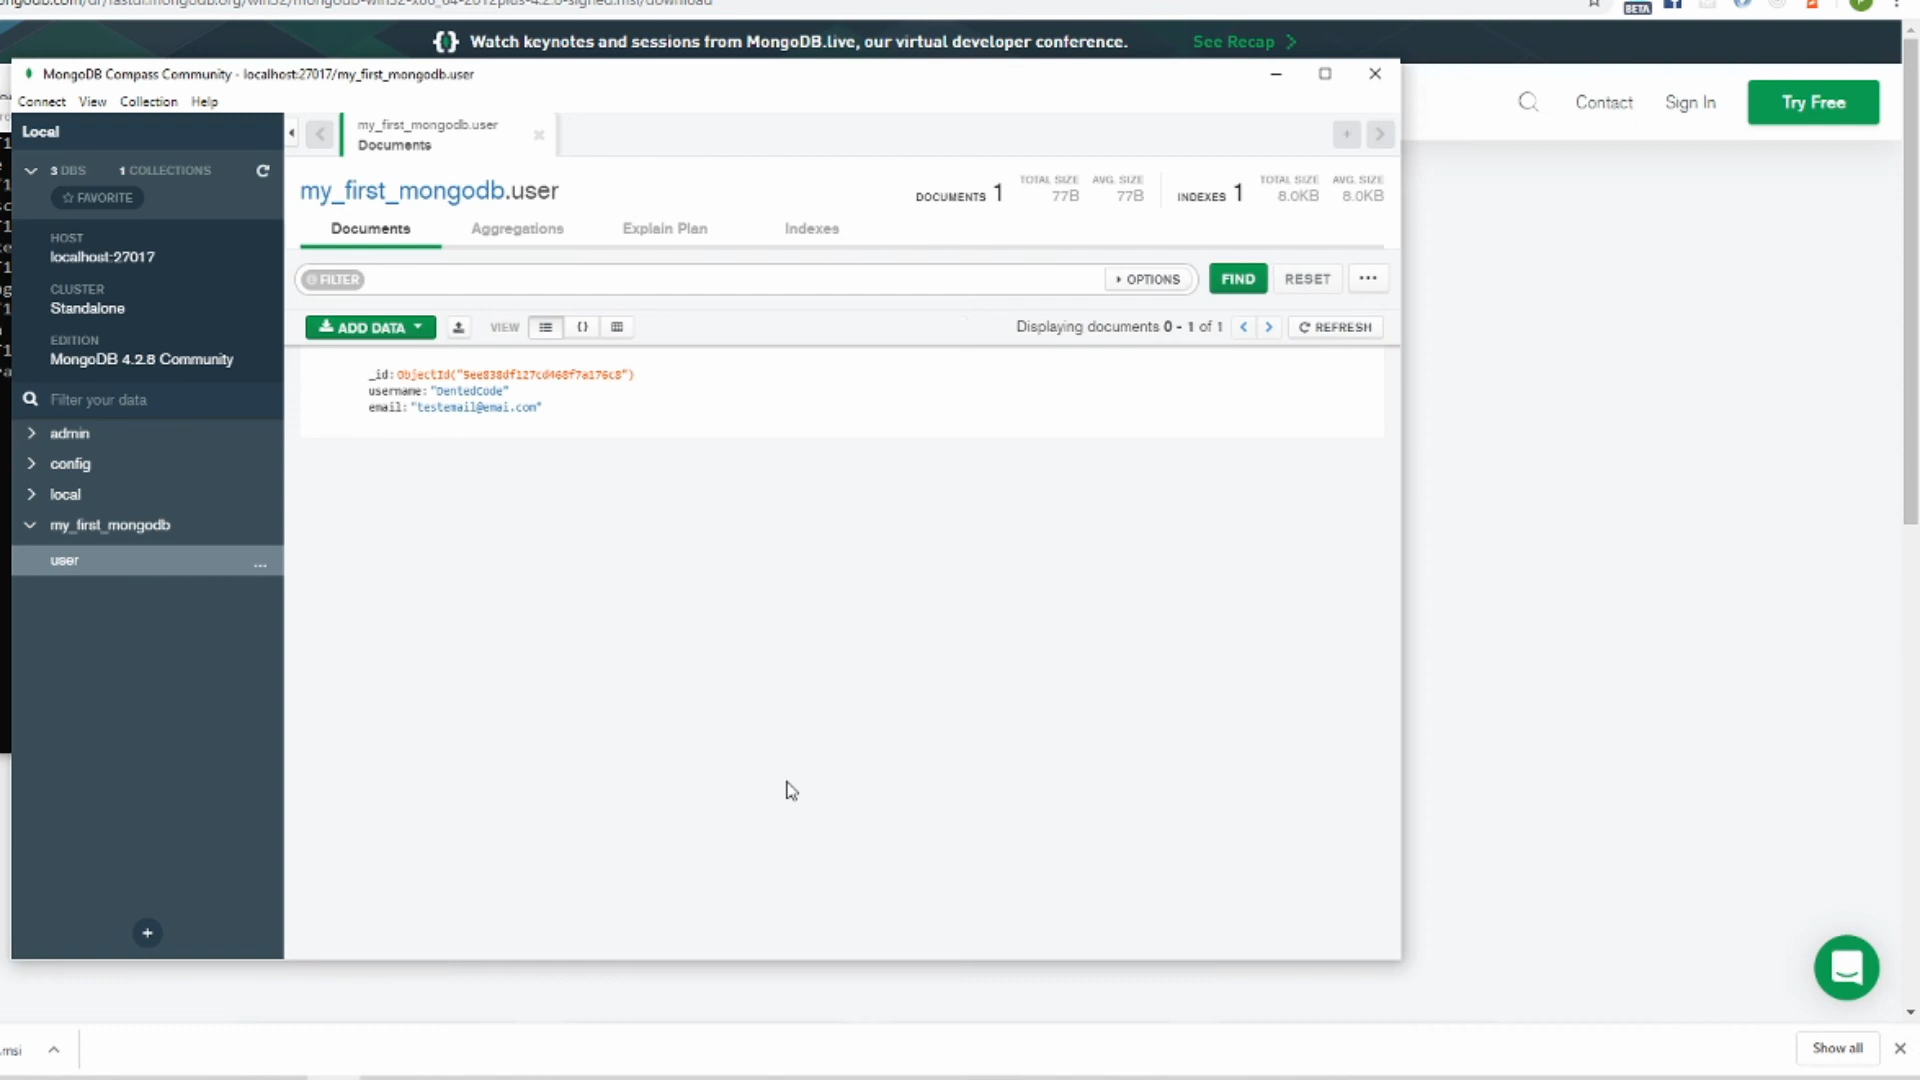 Watch keynotes and sessions from MongoDB.live, our virtual developer conference. See Recap
BETA
MongoDB Compass Community - localhost:27017/my_first_mongodb.user
Connect View Collection Help
Contact Sign In Try Free
Local
my_first_mongodb.user
Documents
3 DBS 1 COLLECTIONS
FAVORITE
my_first_mongodb.user
DOCUMENTS 1 TOTAL SIZE 77B AVG. SIZE 77B INDEXES 1 TOTAL SIZE 8.0KB AVG. SIZE 8.0KB
Documents Aggregations Explain Plan Indexes
HOST
localhost:27017
FILTER OPTIONS FIND RESET ...
CLUSTER
Standalone
ADD DATA VIEW {} Displaying documents 0 - 1 of 1 REFRESH
EDITION
MongoDB 4.2.8 Community
_id: ObjectId("5ee838df127cd468f7a176c8")
username: "DentedCode"
email: "testemail@emai.com"
Filter your data
admin
config
local
my_first_mongodb
user ...
.msi
Show all